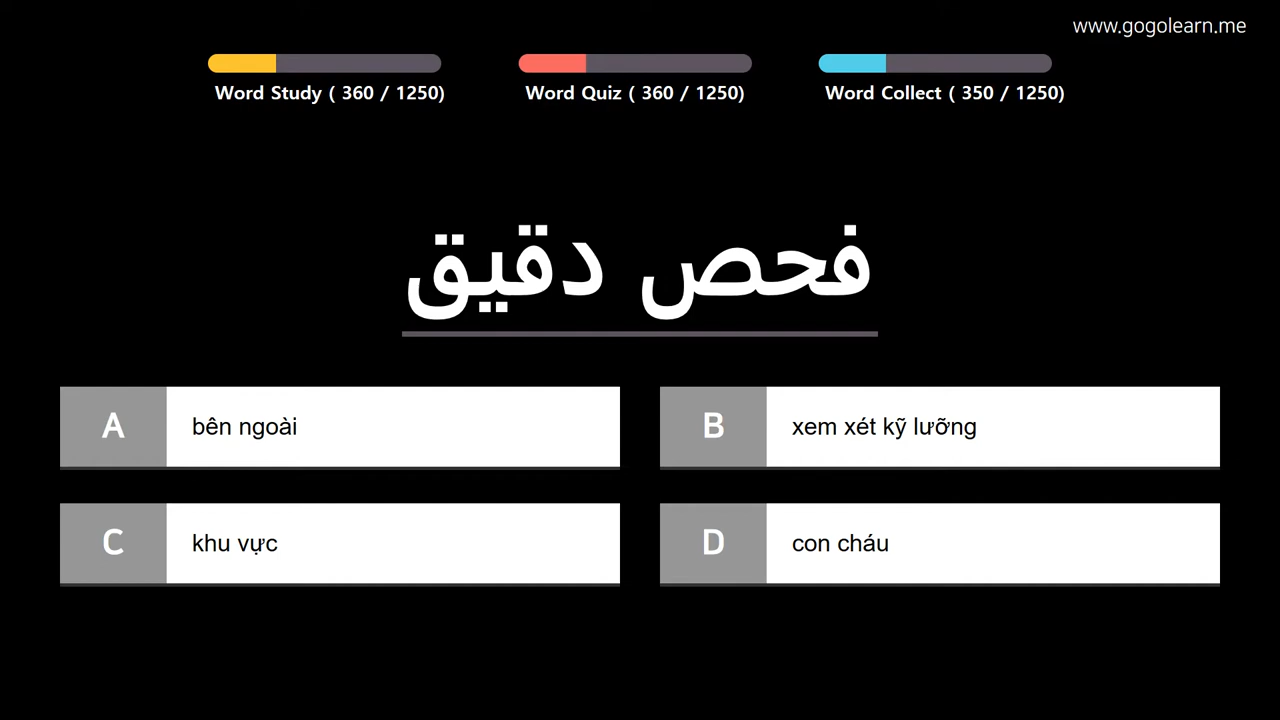 www.gogolearn.me
Word Study ( 360 / 1250)
Word Quiz ( 360 / 1250)
Word Collect ( 350 / 1250)
فحص دقيق
A bên ngoài
B xem xét kỹ lưỡng
C khu vực
D con cháu